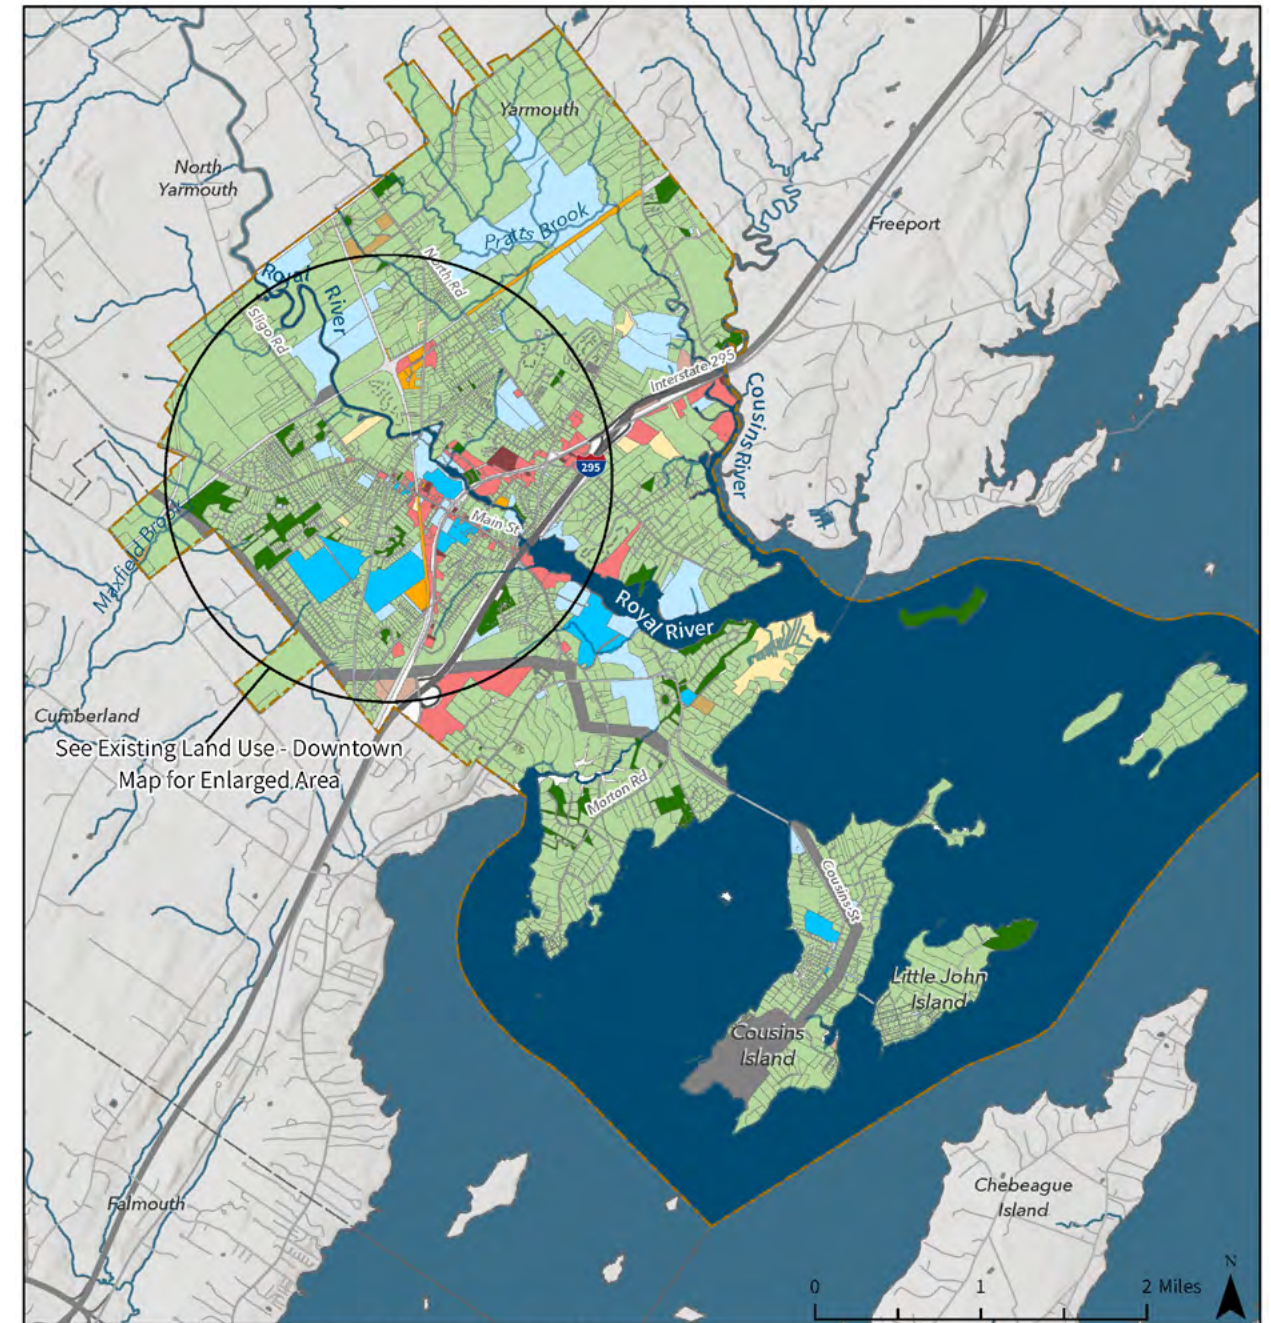 Yarmouth
North
Yarmouth
Freeport
Pratts Brook
North Rd
Royal
River
Sligo Rd
Interstate 295
Cousins River
295
Main St
Maxfield Brook
Royal River
Cumberland
See Existing Land Use - Downtown
Map for Enlarged Area
Morton Rd
Cousins St
Little John
Island
Cousins
Island
Chebeague
Island
Falmouth
N
0 1 2 Miles